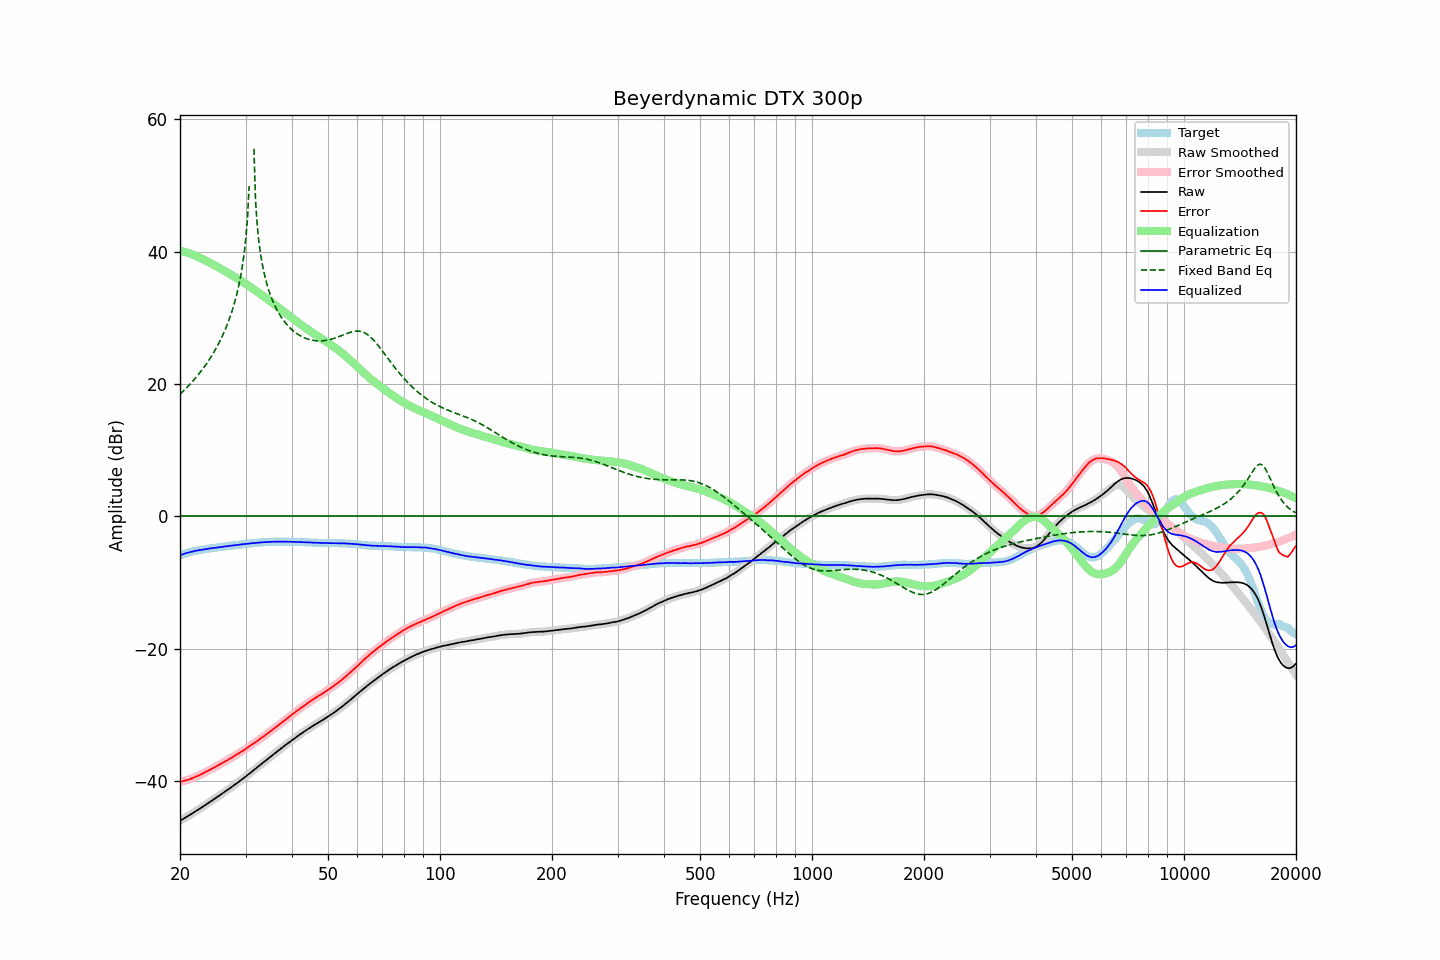 Beyerdynamic DTX 300p
60
40
20
0
−20
−40
Amplitude (dBr)
Target
Raw Smoothed
Error Smoothed
Raw
Error
Equalization
Parametric Eq
Fixed Band Eq
Equalized
20
50
100
200
500
1000
2000
5000
10000
20000
Frequency (Hz)